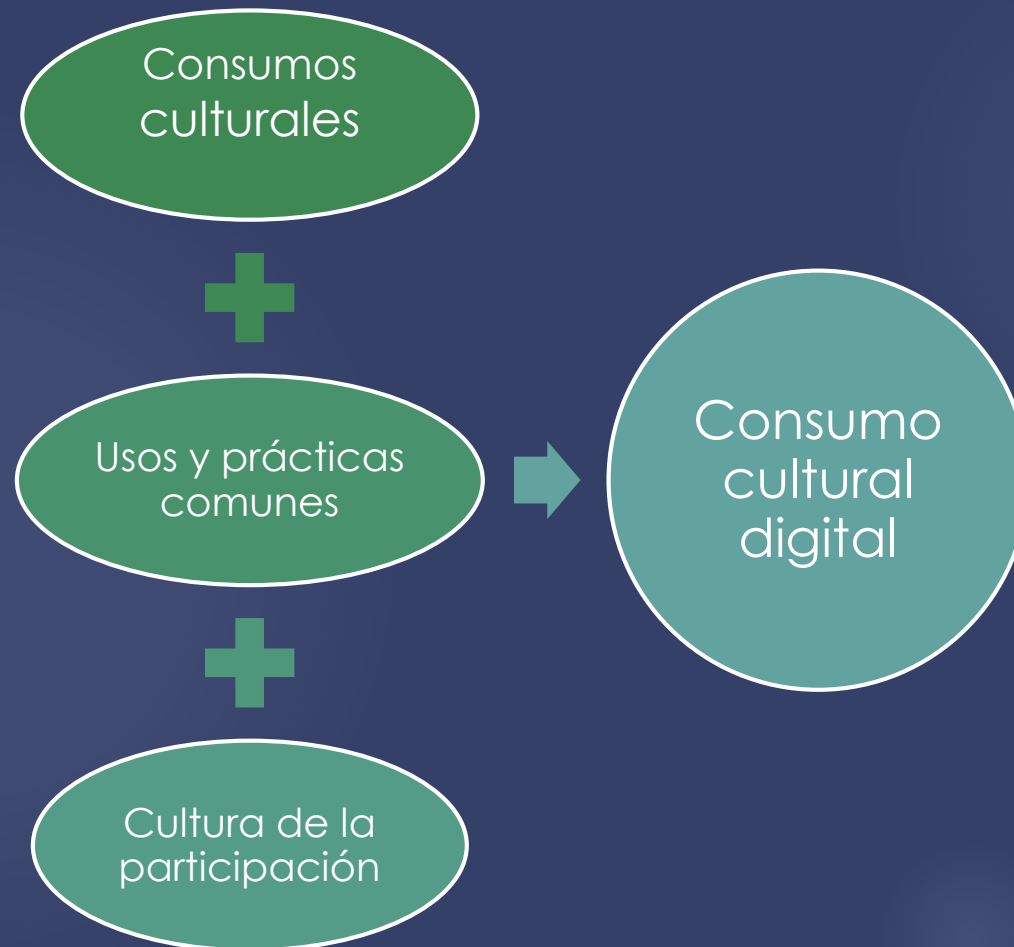 Consumos
culturales
Usos y prácticas
comunes
Cultura de la
participación
Consumo
cultural
digital